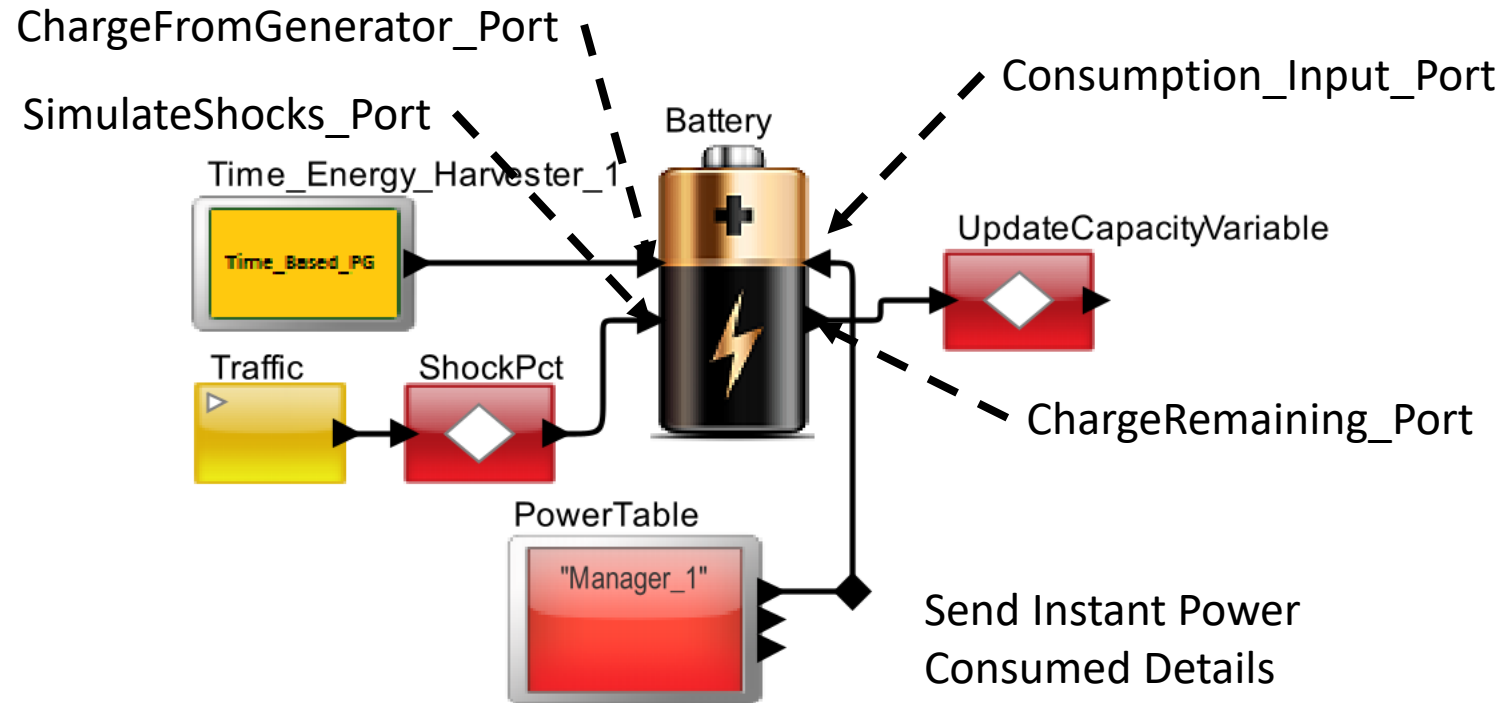 ChargeFromGenerator_Port
Consumption_Input_Port
SimulateShocks_Port
Battery
Time_Energy_Harvester_1
Time_Based_PG
UpdateCapacityVariable
Traffic
ShockPct
ChargeRemaining_Port
PowerTable
"Manager_1"
Send Instant Power
Consumed Details